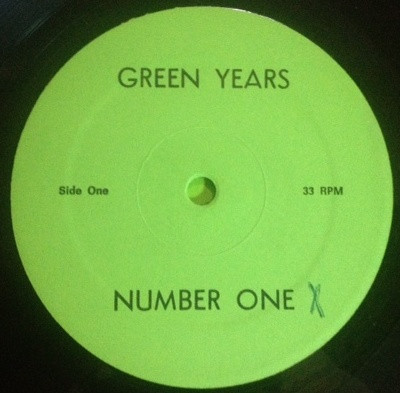 GREEN YEARS
Side One
33 RPM
NUMBER ONE X